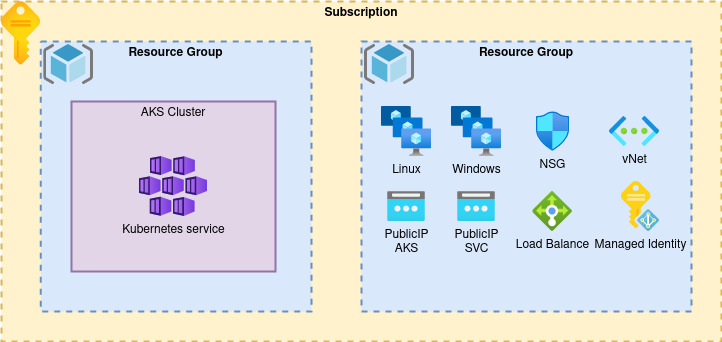 Subscription
Resource Group
AKS Cluster
Kubernetes service
Resource Group
Linux
Windows
NSG
vNet
PublicIP
AKS
PublicIP
SVC
Load Balance
Managed Identity